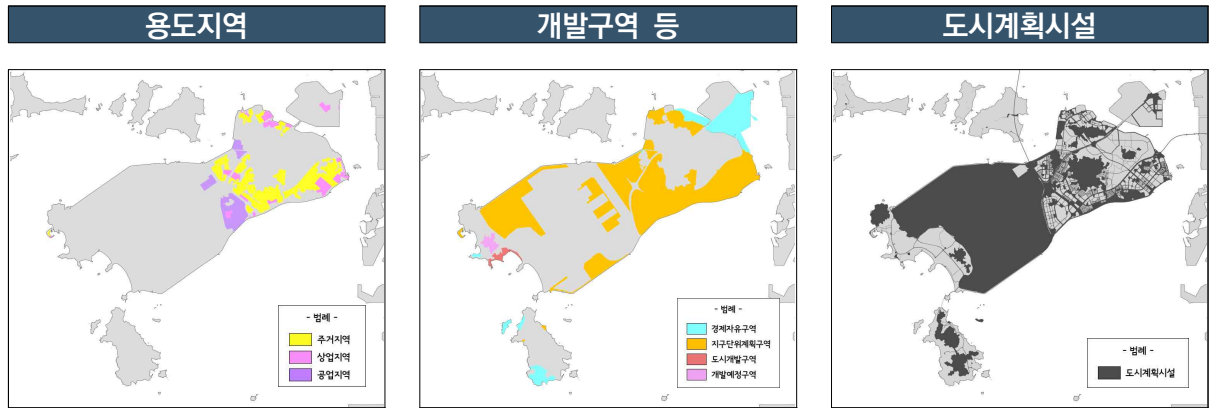 용도지역
개발구역 등
도시계획시설
- 범례 -
주거지역
상업지역
공업지역
- 범례 -
경제자유구역
지구단위계획구역
도시개발구역
개발예정구역
- 범례 -
도시계획시설